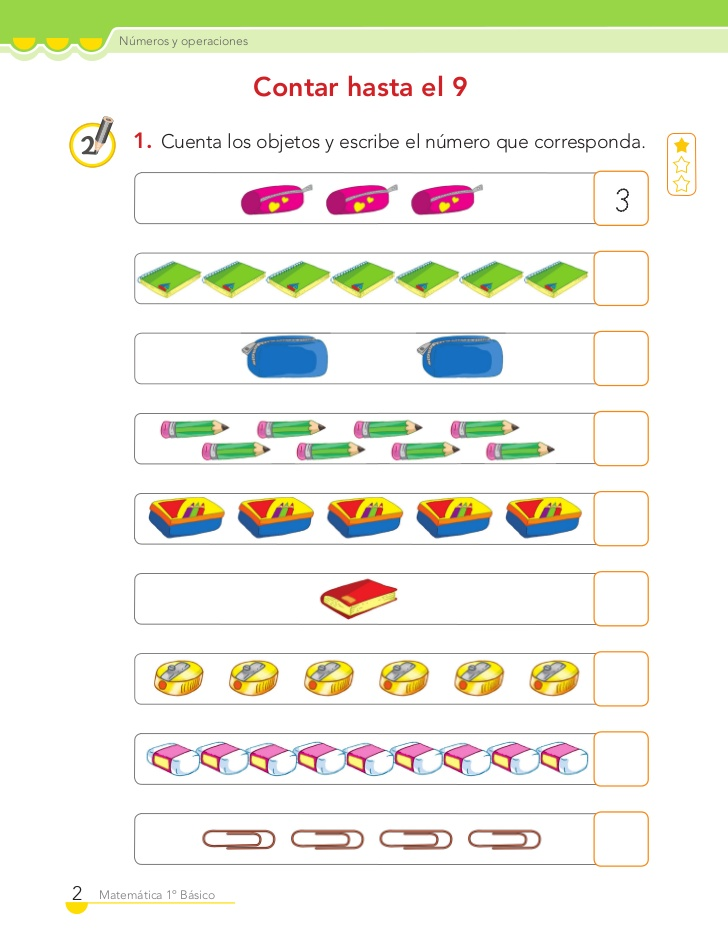 Números y operaciones
Contar hasta el 9
2
1. Cuenta los objetos y escribe el número que corresponda.
3
2 Matemática 1º Básico